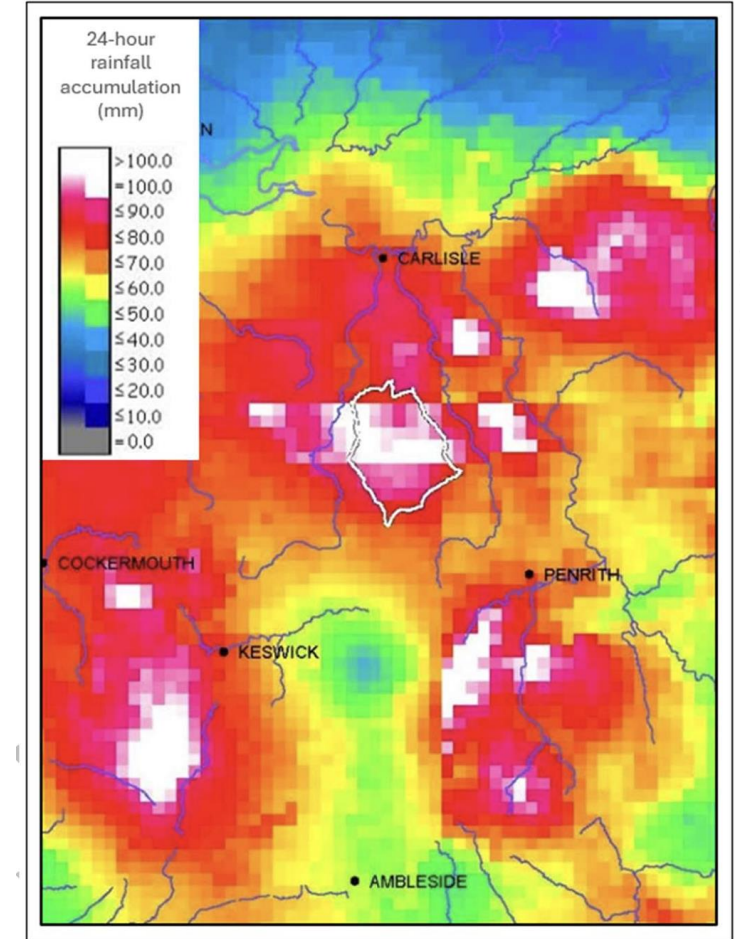 24-hour
rainfall
accumulation
(mm)
>100.0
=100.0
≤90.0
≤80.0
≤70.0
≤60.0
≤50.0
≤40.0
≤30.0
≤20.0
≤10.0
=0.0
N
CARLISLE
COCKERMOUTH
PENRITH
KESWICK
AMBLESIDE